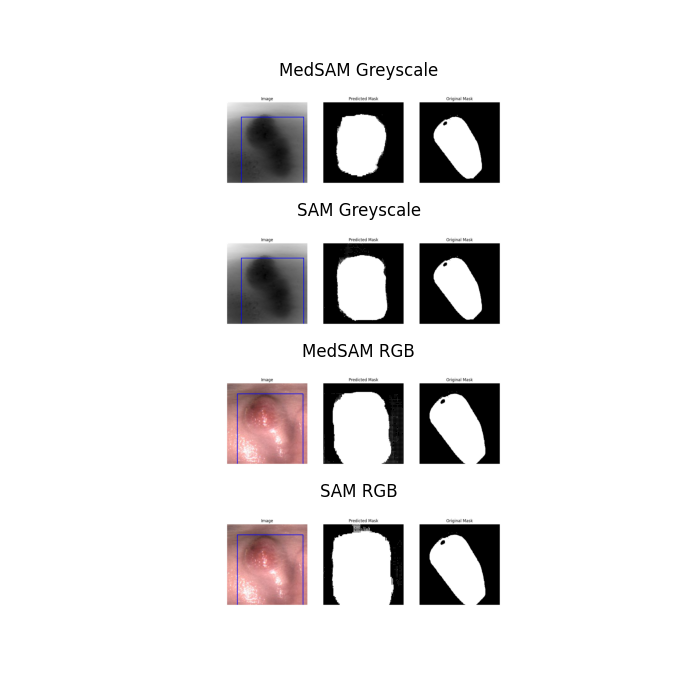 MedSAM Greyscale
Image Predicted Mask Original Mask
SAM Greyscale
Image Predicted Mask Original Mask
MedSAM RGB
Image Predicted Mask Original Mask
SAM RGB
Image Predicted Mask Original Mask